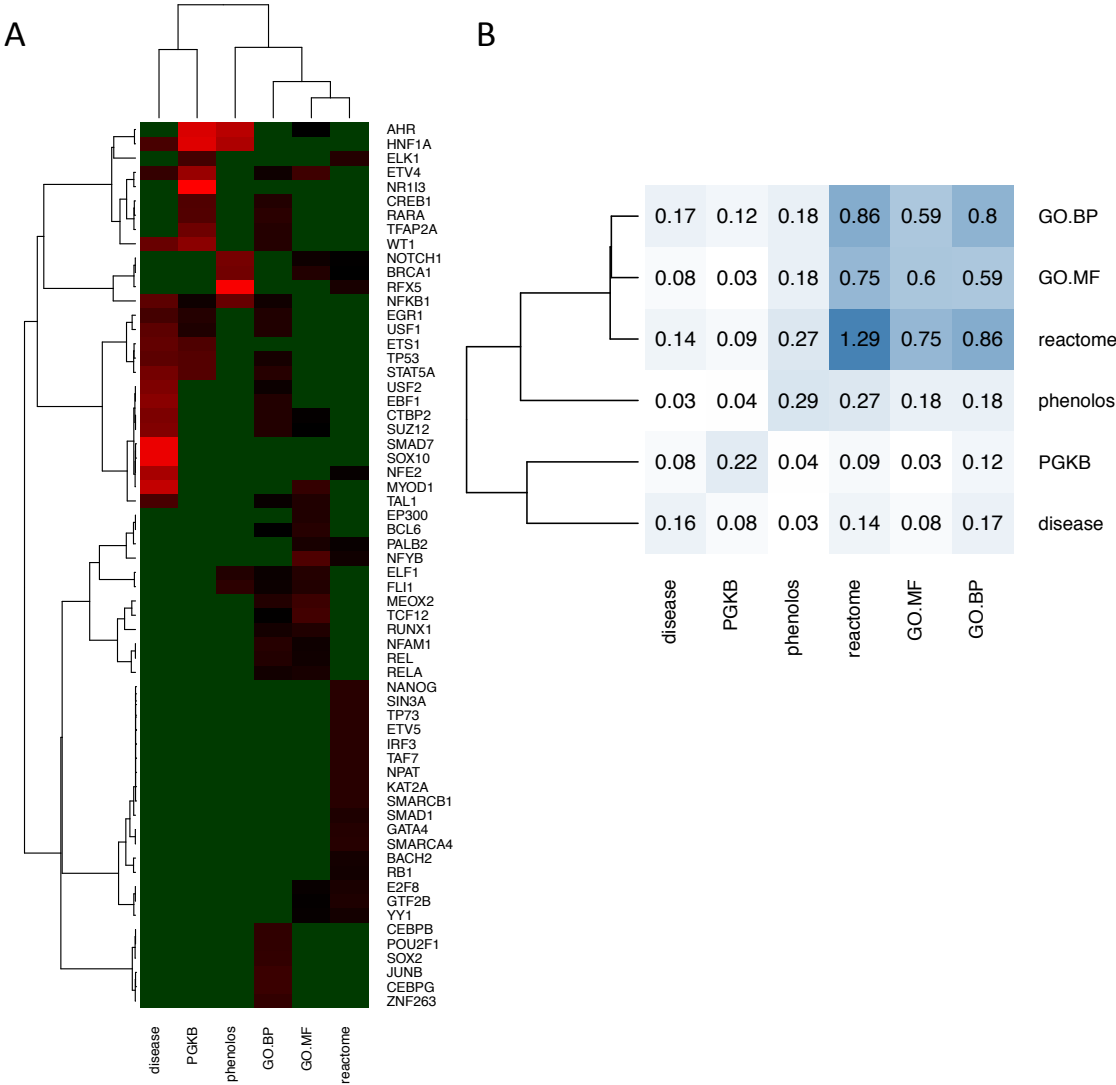 A
B
AHR
HNF1A
ELK1
ETV4
NR1I3
CREB1
RARA
TFAP2A
WT1
NOTCH1
BRCA1
RFX5
NFKB1
EGR1
USF1
ETS1
TP53
STAT5A
USF2
EBF1
CTBP2
SUZ12
SMAD7
SOX10
NFE2
MYOD1
TAL1
EP300
BCL6
PALB2
NFYB
ELF1
FLI1
MEOX2
TCF12
RUNX1
NFAM1
REL
RELA
NANOG
SIN3A
TP73
ETV5
IRF3
TAF7
NPAT
KAT2A
SMARCB1
SMAD1
GATA4
SMARCA4
BACH2
RB1
E2F8
GTF2B
YY1
CEBPB
POU2F1
SOX2
JUNB
CEBPG
ZNF263
disease
PGKB
phenolos
GO.BP
GO.MF
reactome
0.17 0.12 0.18 0.86 0.59 0.8 GO.BP
0.08 0.03 0.18 0.75 0.6 0.59 GO.MF
0.14 0.09 0.27 1.29 0.75 0.86 reactome
0.03 0.04 0.29 0.27 0.18 0.18 phenolos
0.08 0.22 0.04 0.09 0.03 0.12 PGKB
0.16 0.08 0.03 0.14 0.08 0.17 disease
disease
PGKB
phenolos
reactome
GO.MF
GO.BP